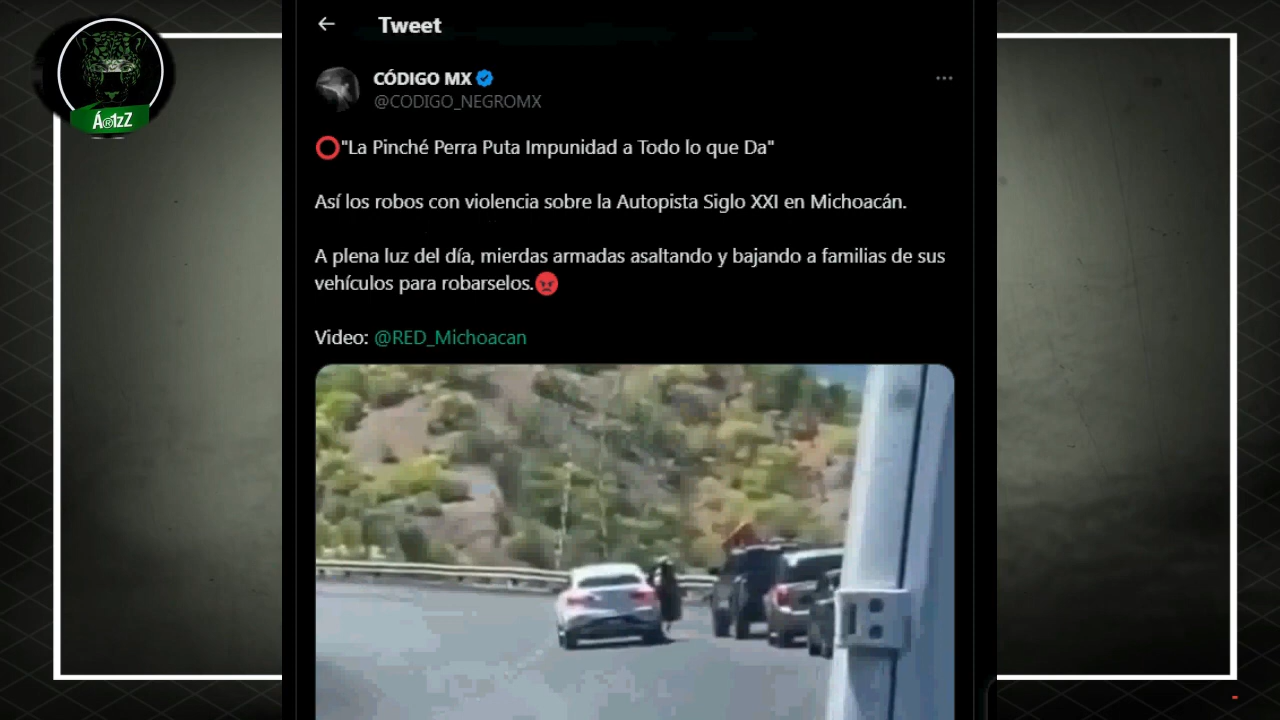 Tweet
CÓDIGO MX
@CODIGO_NEGROMX
"La Pinché Perra Puta Impunidad a Todo lo que Da"
Así los robos con violencia sobre la Autopista Siglo XXI en Michoacán.
A plena luz del día, mierdas armadas asaltando y bajando a familias de sus
vehículos para robarselos.
Video: @RED_Michoacan
Á®1zZ